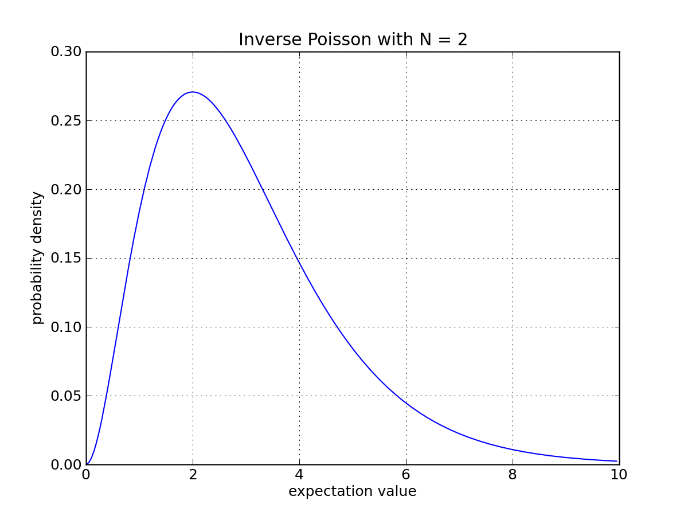 Inverse Poisson with N = 2
0.30
0.25
0.20
0.15
0.10
0.05
0.00
probability density
0 2 4 6 8 10
expectation value